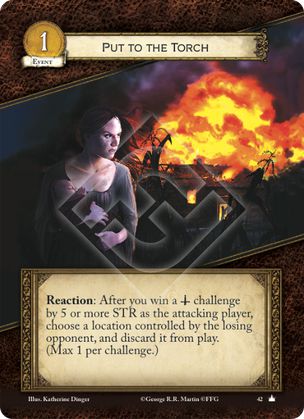 1
EVENT
PUT TO THE TORCH
Reaction: After you win a challenge
by 5 or more STR as the attacking player,
choose a location controlled by the losing
opponent, and discard it from play.
(Max 1 per challenge.)
Illus. Katherine Dinger ©George R.R. Martin ©FFG 42